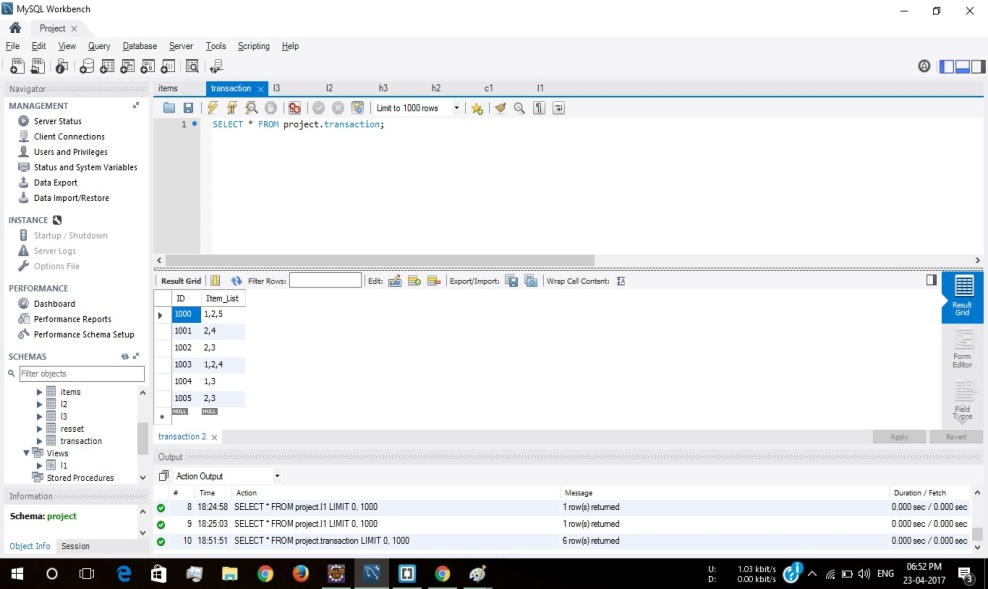 MySQL Workbench
Project
File Edit View Query Database Server Tools Scripting Help
Navigator
MANAGEMENT
Server Status
Client Connections
Users and Privileges
Status and System Variables
Data Export
Data Import/Restore
INSTANCE
Startup / Shutdown
Server Logs
Options File
PERFORMANCE
Dashboard
Performance Reports
Performance Schema Setup
SCHEMAS
Filter objects
items
l2
l3
resset
transaction
Views
l1
Stored Procedures
Information
Schema: project
Object Info Session
items transaction l3 l2 h3 h2 c1 l1
Limit to 1000 rows
1 SELECT * FROM project.transaction;
Result Grid Filter Rows: Edit: Export/Import: Wrap Cell Content:
ID Item_List
1000 1,2,5
1001 2,4
1002 2,3
1003 1,2,4
1004 1,3
1005 2,3
NULL NULL
Result Grid
Form Editor
Field Types
transaction 2
Apply Revert
Output
Action Output
# Time Action Message Duration / Fetch
8 18:24:58 SELECT * FROM project.l1 LIMIT 0, 1000 1 row(s) returned 0.000 sec / 0.000 sec
9 18:25:03 SELECT * FROM project.l1 LIMIT 0, 1000 1 row(s) returned 0.000 sec / 0.000 sec
10 18:51:51 SELECT * FROM project.transaction LIMIT 0, 1000 6 row(s) returned 0.000 sec / 0.000 sec
U: 1.03 kbit/s
D: 0.00 kbit/s
ENG
06:52 PM
23-04-2017
3